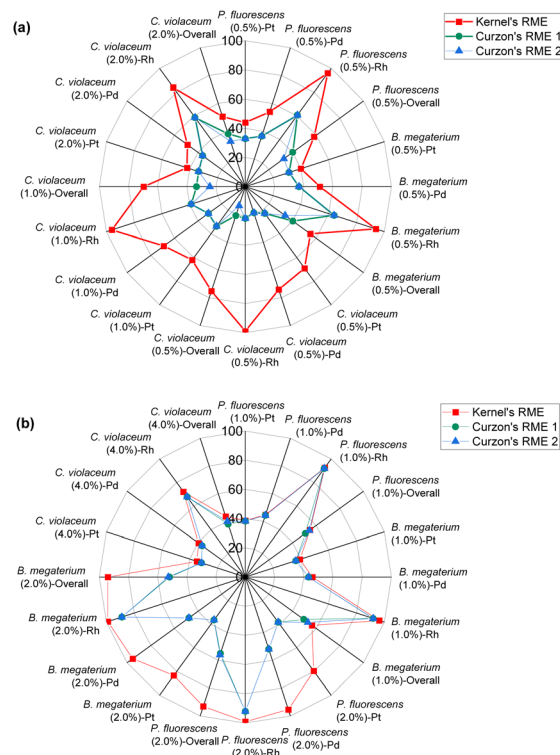 (a)
Kernel's RME
Curzon's RME 1
Curzon's RME 2
P. fluorescens
(0.5%)-Pt
P. fluorescens
(0.5%)-Pd
P. fluorescens
(0.5%)-Rh
P. fluorescens
(0.5%)-Overall
B. megaterium
(0.5%)-Pt
B. megaterium
(0.5%)-Pd
B. megaterium
(0.5%)-Rh
B. megaterium
(0.5%)-Overall
C. violaceum
(0.5%)-Pt
C. violaceum
(0.5%)-Pd
C. violaceum
(0.5%)-Rh
C. violaceum
(0.5%)-Overall
C. violaceum
(1.0%)-Pt
C. violaceum
(1.0%)-Pd
C. violaceum
(1.0%)-Rh
C. violaceum
(1.0%)-Overall
C. violaceum
(2.0%)-Pt
C. violaceum
(2.0%)-Pd
C. violaceum
(2.0%)-Rh
C. violaceum
(2.0%)-Overall
100
80
60
40
20
0
(b)
Kernel's RME
Curzon's RME 1
Curzon's RME 2
P. fluorescens
(1.0%)-Pt
P. fluorescens
(1.0%)-Pd
P. fluorescens
(1.0%)-Rh
P. fluorescens
(1.0%)-Overall
B. megaterium
(1.0%)-Pt
B. megaterium
(1.0%)-Pd
B. megaterium
(1.0%)-Rh
B. megaterium
(1.0%)-Overall
P. fluorescens
(2.0%)-Pt
P. fluorescens
(2.0%)-Pd
P. fluorescens
(2.0%)-Rh
P. fluorescens
(2.0%)-Overall
B. megaterium
(2.0%)-Pt
B. megaterium
(2.0%)-Pd
B. megaterium
(2.0%)-Rh
B. megaterium
(2.0%)-Overall
C. violaceum
(4.0%)-Pt
C. violaceum
(4.0%)-Pd
C. violaceum
(4.0%)-Rh
C. violaceum
(4.0%)-Overall
100
80
60
40
20
0